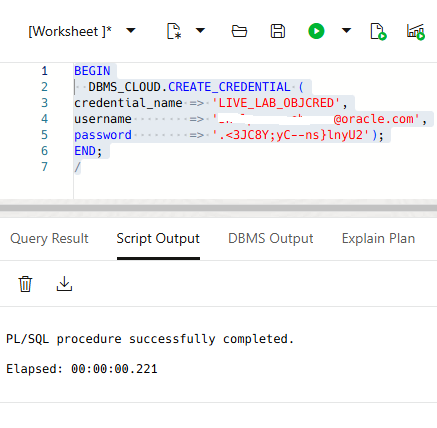 [Worksheet ]*
1 BEGIN
2 DBMS_CLOUD.CREATE_CREDENTIAL (
3 credential_name => 'LIVE_LAB_OBJCRED',
4 username => '@oracle.com',
5 password => '.<3JC8Y;yC--ns}lnyU2');
6 END;
7 /
Query Result Script Output DBMS Output Explain Plan
PL/SQL procedure successfully completed.
Elapsed: 00:00:00.221